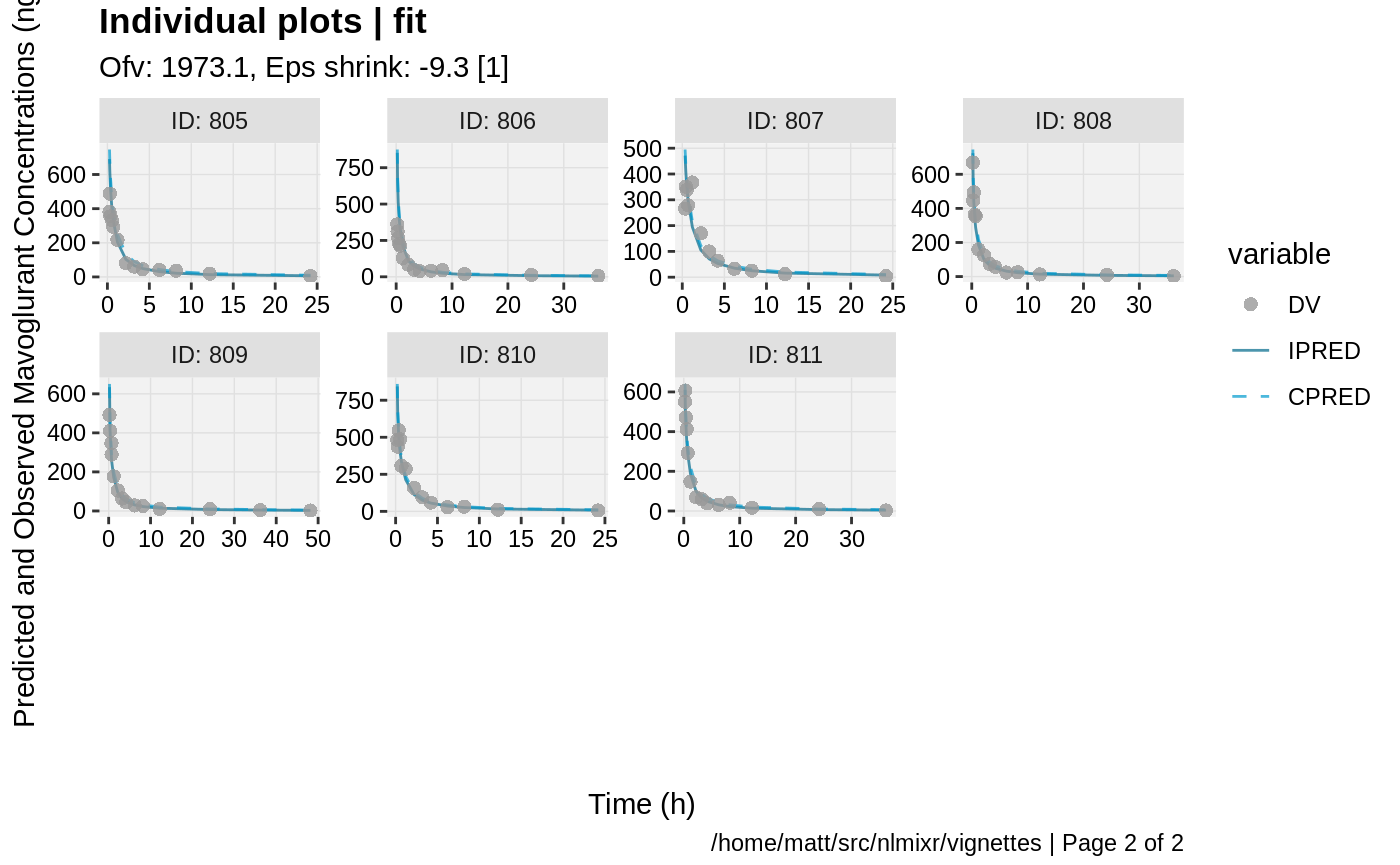 Individual plots | fit
Ofv: 1973.1, Eps shrink: -9.3 [1]
Predicted and Observed Mavoglurant Concentrations (ng
ID: 805
600
400
200
0
0 5 10 15 20 25
ID: 806
750
500
250
0
0 10 20 30
ID: 807
500
400
300
200
100
0
0 5 10 15 20 25
ID: 808
600
400
200
0
0 10 20 30
ID: 809
600
400
200
0
0 10 20 30 40 50
ID: 810
750
500
250
0
0 5 10 15 20 25
ID: 811
600
400
200
0
0 10 20 30
variable
DV
IPRED
CPRED
Time (h)
/home/matt/src/nlmixr/vignettes | Page 2 of 2